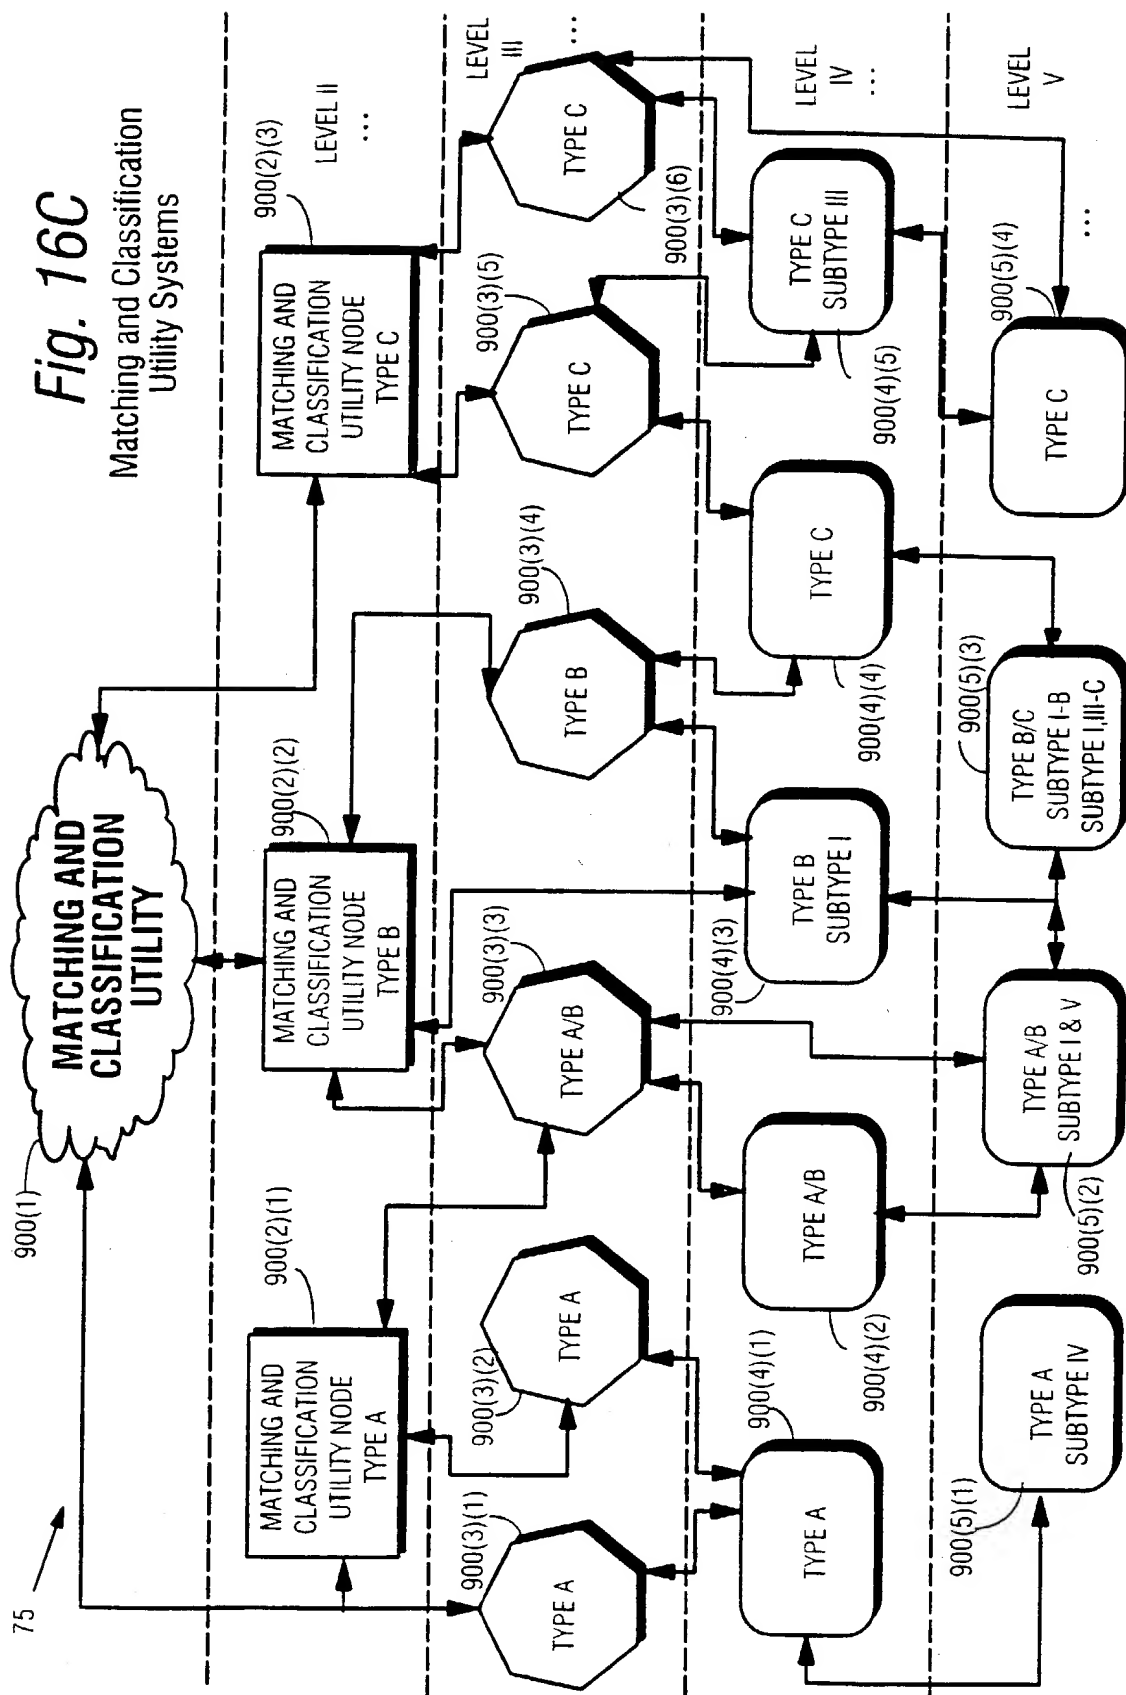 Fig. 16C
Matching and Classification
Utility Systems
75
900(1)
MATCHING AND
CLASSIFICATION
UTILITY
LEVEL II
...
900(2)(1)
MATCHING AND
CLASSIFICATION
UTILITY NODE
TYPE A
900(2)(2)
MATCHING AND
CLASSIFICATION
UTILITY NODE
TYPE B
900(2)(3)
MATCHING AND
CLASSIFICATION
UTILITY NODE
TYPE C
LEVEL
III
...
900(3)(1)
TYPE A
900(3)(2)
TYPE A
900(3)(3)
TYPE A/B
900(3)(4)
TYPE B
900(3)(5)
TYPE C
900(3)(6)
TYPE C
LEVEL
IV
...
900(4)(1)
TYPE A
900(4)(2)
TYPE A/B
900(4)(3)
TYPE B
SUBTYPE I
900(4)(4)
TYPE C
900(4)(5)
TYPE C
SUBTYPE III
LEVEL
V
...
900(5)(1)
TYPE A
SUBTYPE IV
900(5)(2)
TYPE A/B
SUBTYPE I & V
900(5)(3)
TYPE B/C
SUBTYPE I-B
SUBTYPE I,III-C
900(5)(4)
TYPE C